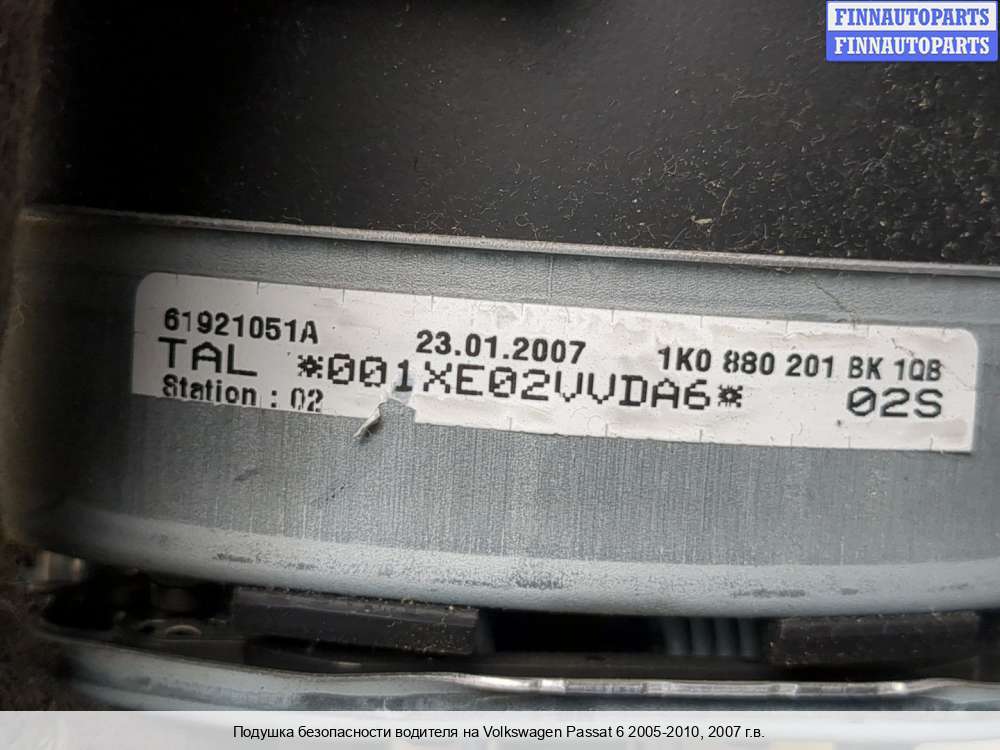 FINNAUTOPARTS
FINNAUTOPARTS
61921051A 23.01.2007 1K0 880 201 BK 1QB
TAL *001XE02VVDA6* 02S
Station : 02
Подушка безопасности водителя на Volkswagen Passat 6 2005-2010, 2007 г.в.